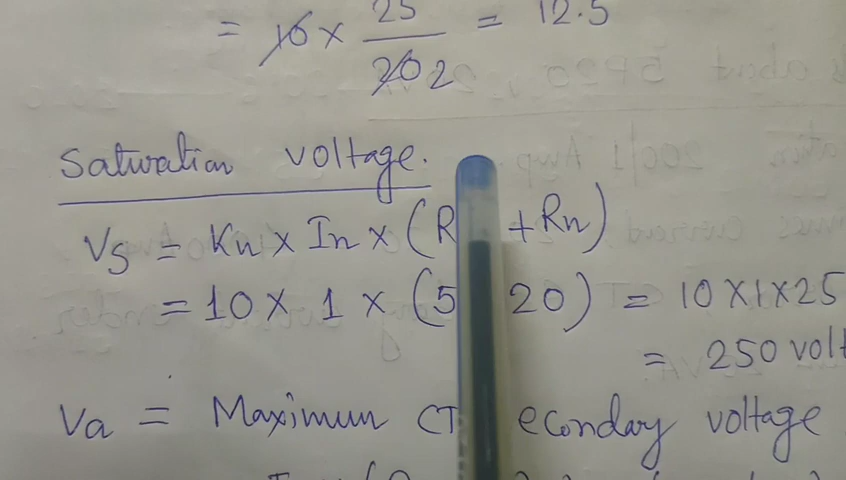 = 10 × 25/20 2 = 12.5
Saturation voltage.
Vs = Kn × In × (R + Rn)
= 10 × 1 × (5 20) = 10 × 1 × 25
= 250 volt
Va = Maximum CT econdary voltage